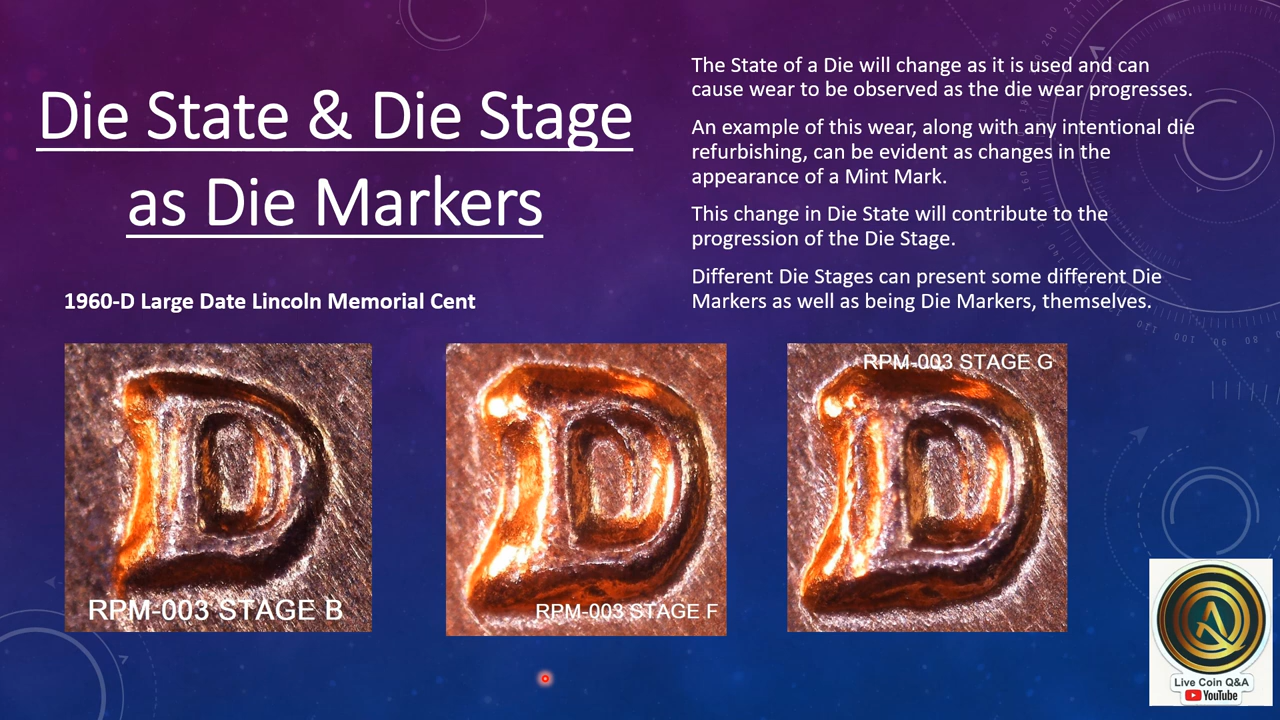 Die State & Die Stage
as Die Markers
1960-D Large Date Lincoln Memorial Cent
The State of a Die will change as it is used and can
cause wear to be observed as the die wear progresses.
An example of this wear, along with any intentional die
refurbishing, can be evident as changes in the
appearance of a Mint Mark.
This change in Die State will contribute to the
progression of the Die Stage.
Different Die Stages can present some different Die
Markers as well as being Die Markers, themselves.
D
RPM-003 STAGE B
D
RPM-003 STAGE F
RPM-003 STAGE G
D
Live Coin Q&A
YouTube